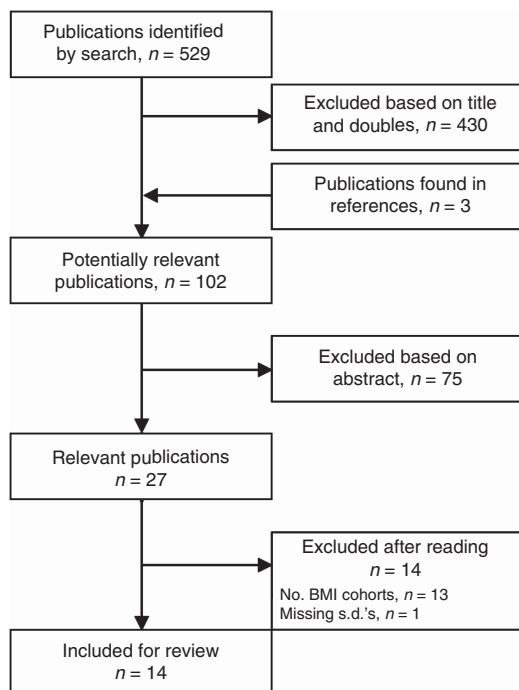 Publications identified
by search, n = 529
Excluded based on title
and doubles, n = 430
Publications found in
references, n = 3
Potentially relevant
publications, n = 102
Excluded based on
abstract, n = 75
Relevant publications
n = 27
Excluded after reading
n = 14
No. BMI cohorts, n = 13
Missing s.d.'s, n = 1
Included for review
n = 14